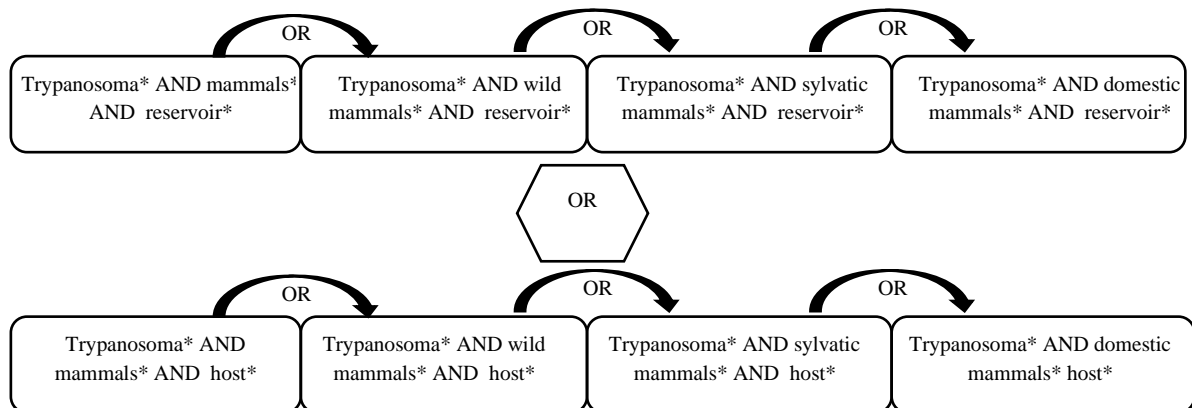 OR
OR
OR
Trypanosoma* AND mammals*
AND reservoir*
Trypanosoma* AND wild
mammals* AND reservoir*
Trypanosoma* AND sylvatic
mammals* AND reservoir*
Trypanosoma* AND domestic
mammals* AND reservoir*
OR
OR
OR
OR
Trypanosoma* AND
mammals* AND host*
Trypanosoma* AND wild
mammals* AND host*
Trypanosoma* AND sylvatic
mammals* AND host*
Trypanosoma* AND domestic
mammals* host*